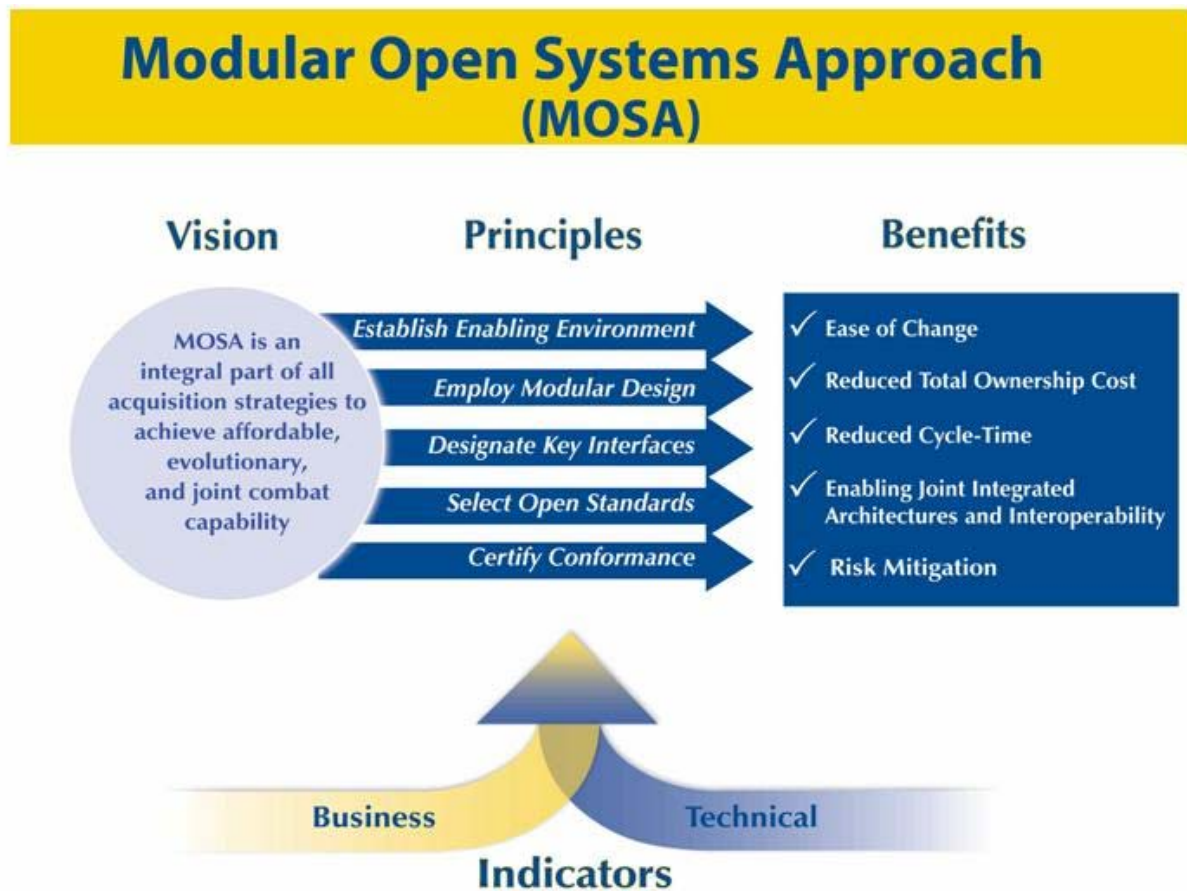 Modular Open Systems Approach
(MOSA)
Vision
Principles
Benefits
MOSA is an
integral part of all
acquisition strategies to
achieve affordable,
evolutionary,
and joint combat
capability
Establish Enabling Environment
Employ Modular Design
Designate Key Interfaces
Select Open Standards
Certify Conformance
✓ Ease of Change
✓ Reduced Total Ownership Cost
✓ Reduced Cycle-Time
✓ Enabling Joint Integrated
Architectures and Interoperability
✓ Risk Mitigation
Business
Technical
Indicators